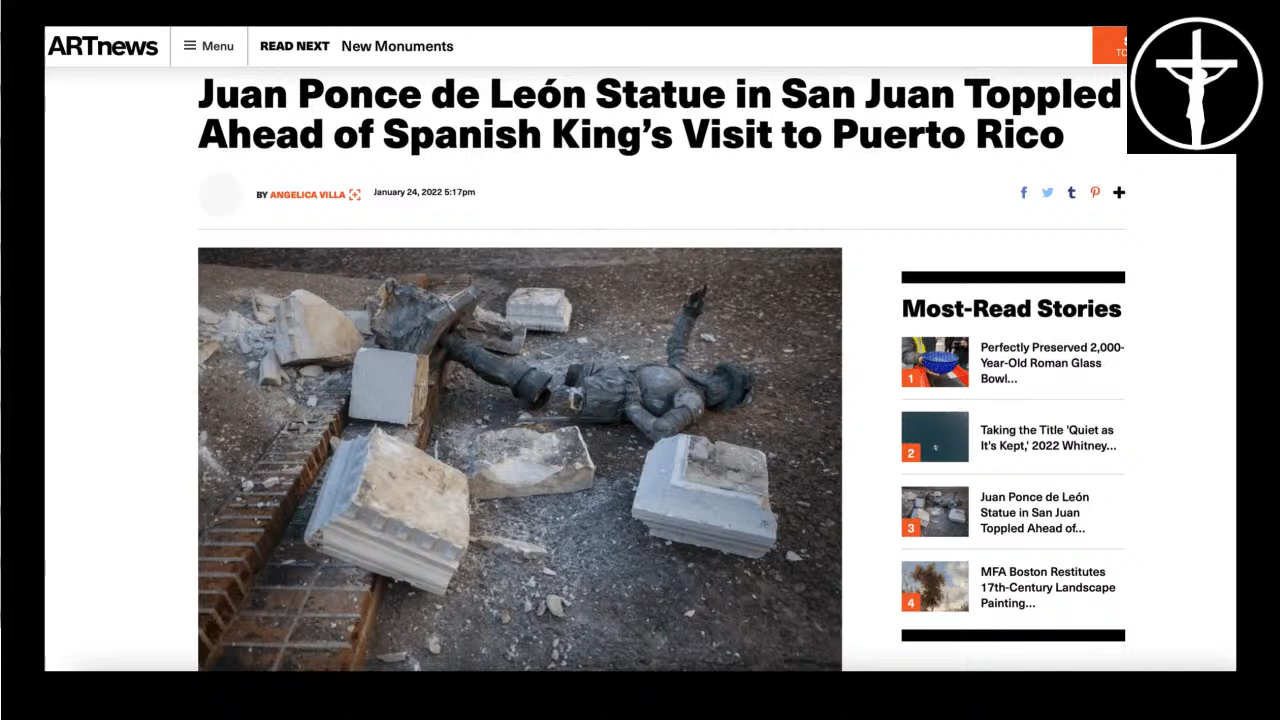 ARTnews
Menu
READ NEXT New Monuments
Juan Ponce de León Statue in San Juan Toppled
Ahead of Spanish King's Visit to Puerto Rico
BY ANGELICA VILLA
January 24, 2022 5:17pm
Most-Read Stories
1
Perfectly Preserved 2,000-
Year-Old Roman Glass
Bowl...
2
Taking the Title 'Quiet as
It's Kept,' 2022 Whitney...
3
Juan Ponce de León
Statue in San Juan
Toppled Ahead of...
4
MFA Boston Restitutes
17th-Century Landscape
Painting...